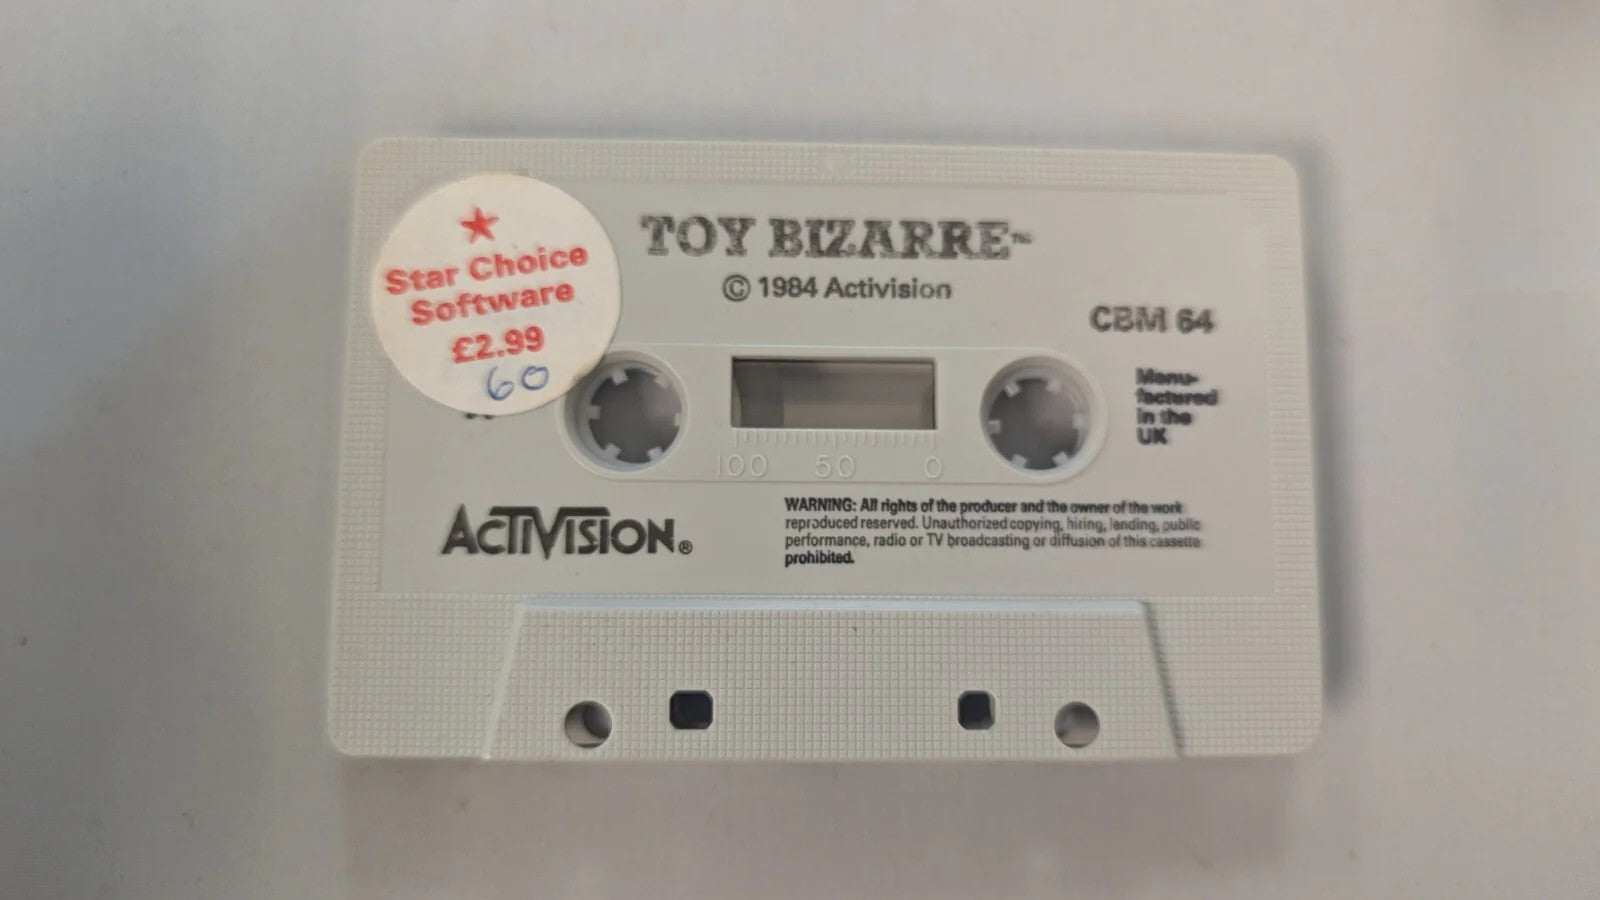 Star Choice
Software
£2.99
60
TOY BIZARRE™
© 1984 Activision
CBM 64
Manu-
factured
in the
UK
100 50 0
ACTIVISION®
WARNING: All rights of the producer and the owner of the work
reproduced reserved. Unauthorized copying, hiring, lending, public
performance, radio or TV broadcasting or diffusion of this cassette
prohibited.